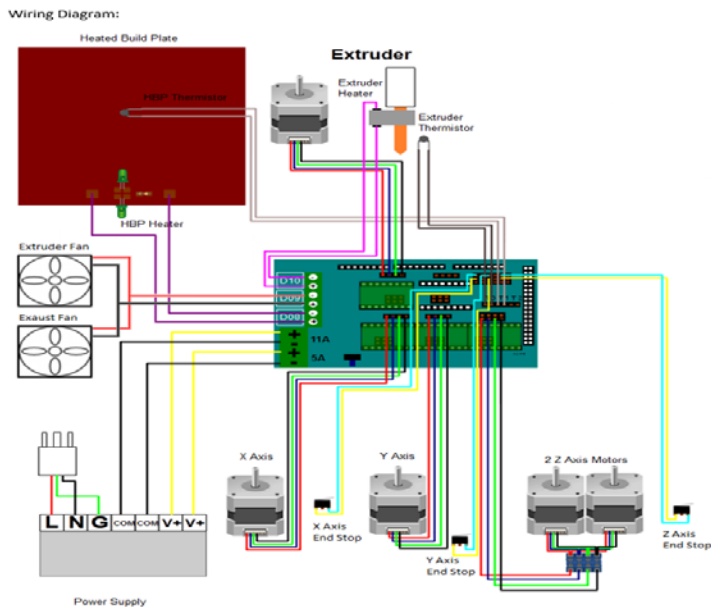 Wiring Diagram:
Heated Build Plate
Extruder
Extruder
Heater
HBP Thermistor
Extruder
Thermistor
HBP Heater
Extruder Fan
D10
D09
Exaust Fan
D08
11A
5A
X Axis
Y Axis
2 Z Axis Motors
L N G COM COM V+ V+
X Axis
End Stop
Y Axis
End Stop
Z Axis
End Stop
Power Supply